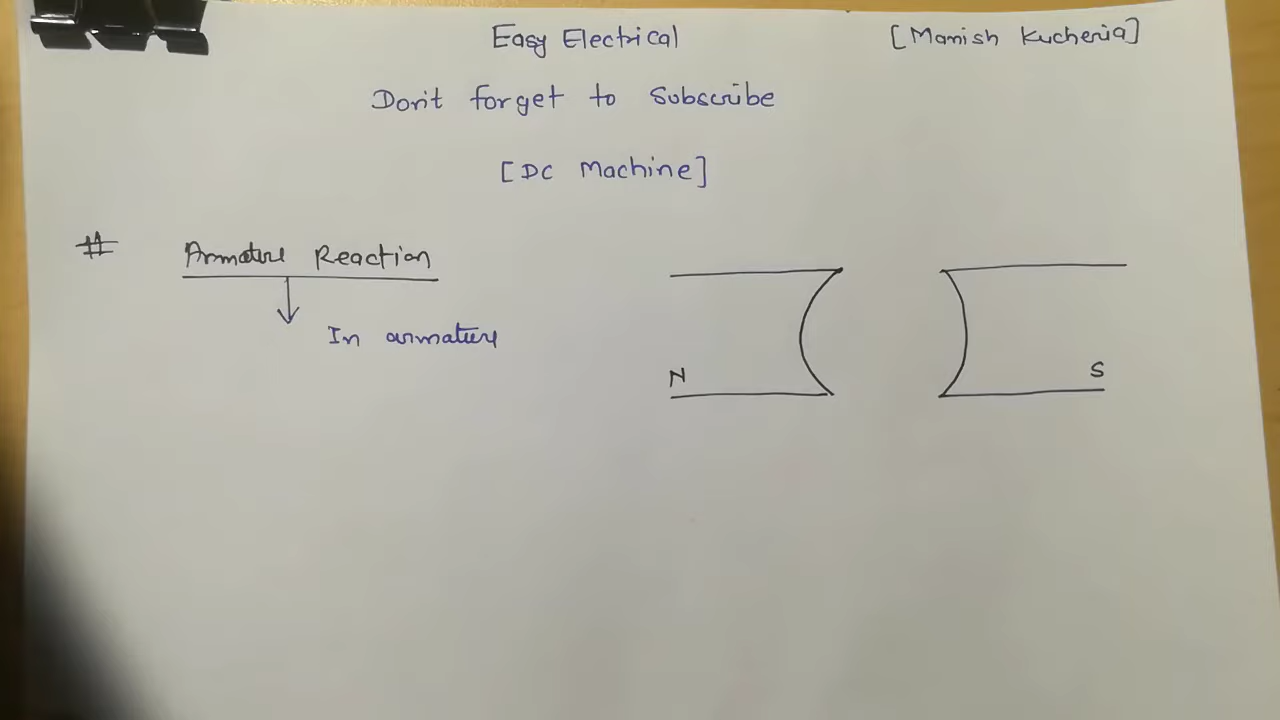 Easy Electrical [Manish Kucheria]
Don't forget to Subscribe
[DC Machine]
# Armature Reaction
In armature
N S